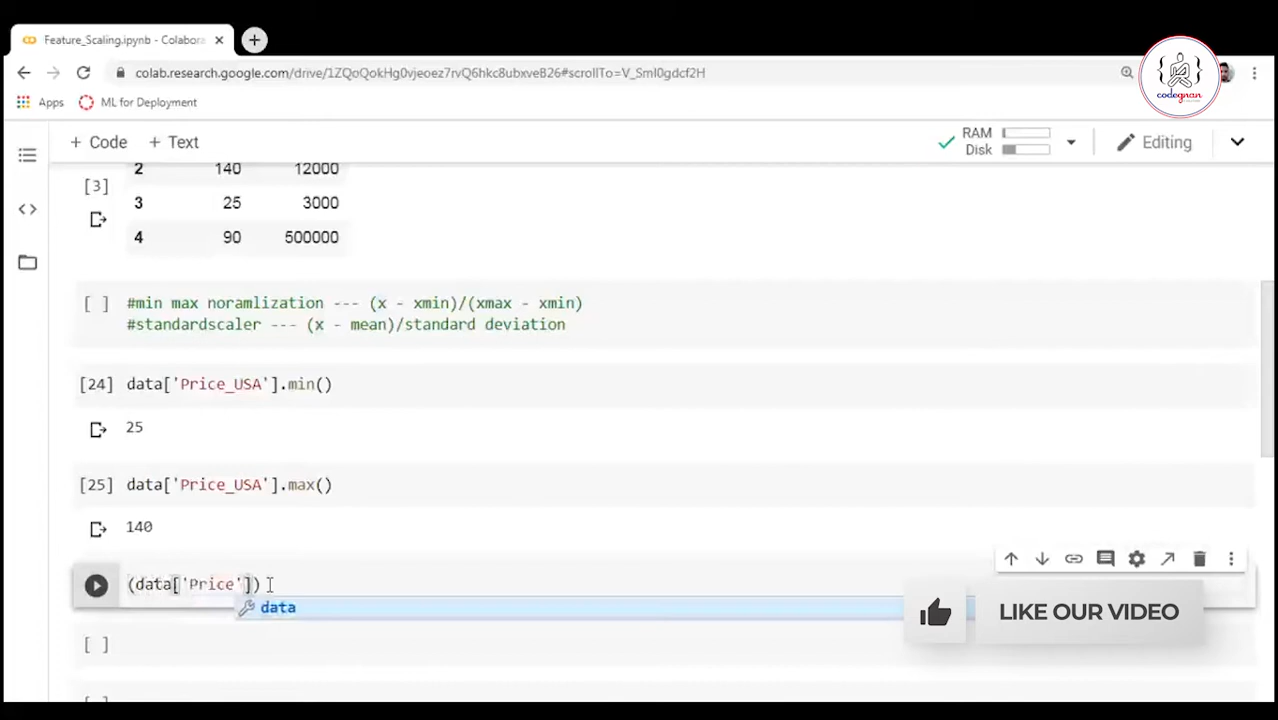 Feature_Scaling.ipynb - Colabora
colab.research.google.com/drive/1ZQoQokHg0vjeoez7rvQ6hkc8ubxveB26#scrollTo=V_Sml0gdcf2H
Apps ML for Deployment
codegnan
+ Code + Text
RAM
Disk
Editing
2 140 12000
[3]
3 25 3000
4 90 500000
[ ] #min max noramlization --- (x - xmin)/(xmax - xmin)
#standardscaler --- (x - mean)/standard deviation
[24] data['Price_USA'].min()
25
[25] data['Price_USA'].max()
140
(data['Price'])
data
LIKE OUR VIDEO
[ ]